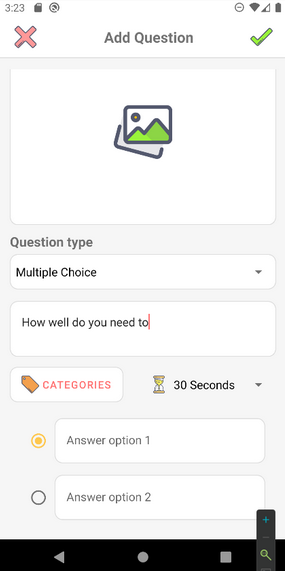 3:23
Add Question
Question type
Multiple Choice
How well do you need to
CATEGORIES
30 Seconds
Answer option 1
Answer option 2